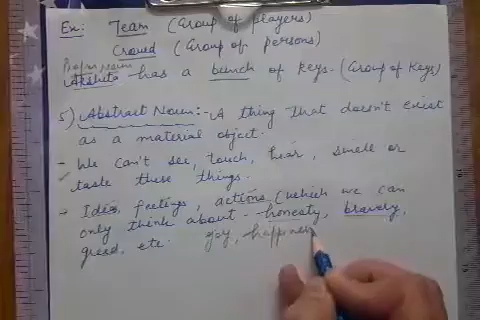 Ex: Team (Group of players)
Crowd (Group of persons)
Proper noun
Akshita has a bunch of keys. (Group of Keys)
5) Abstract Noun:- A thing that doesn't exist
as a material object.
- We can't see, touch, hear, smell or
taste these things.
- Idea, feelings, actions (which we can
only think about - honesty, bravery,
greed, etc. joy, happiness